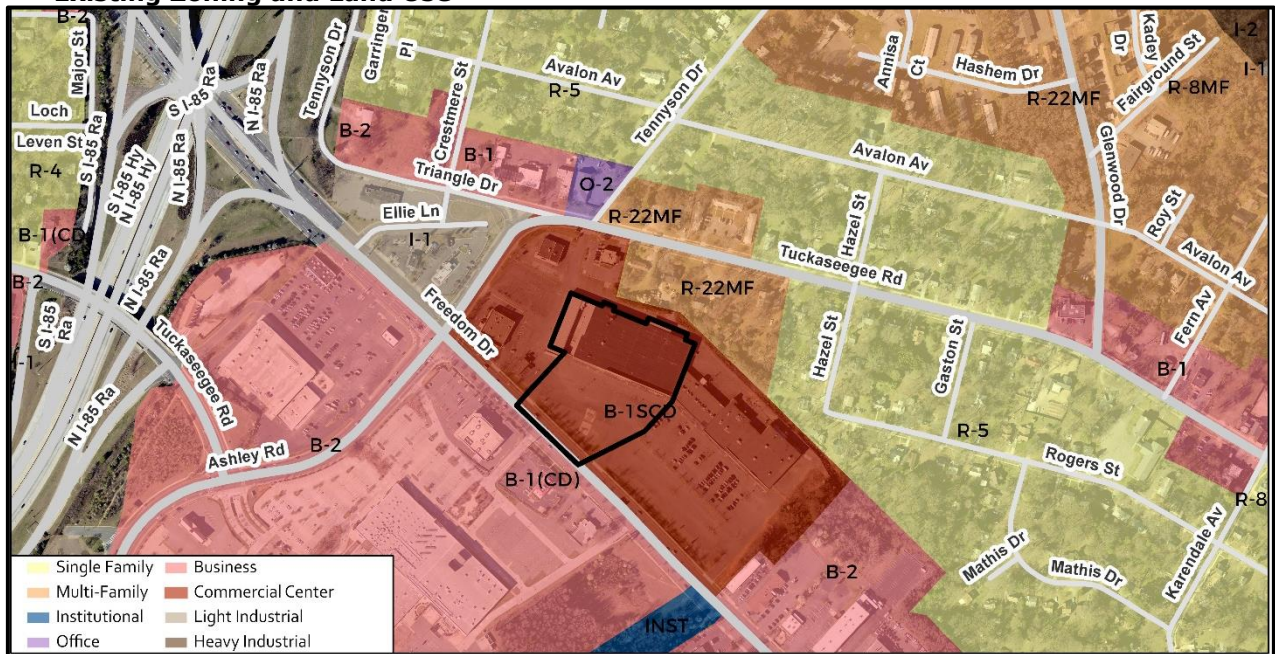 Existing Zoning and Land Use
B-2
Major St
Loch
Leven St
R-4
B-1(CD)
B-2
S I-85 Ra
S I-85 Ra
N I-85 Ra
N I-85 Ra
S I-85 Hy
N I-85 Hy
N I-85 Ra
N I-85 Ra
S I-85 Ra
I-1
N I-85 Ra
Tuckaseegee Rd
Ashley Rd
B-2
Tennyson Dr
Garringer Pl
Crestmere St
Avalon Av
R-5
Tennyson Dr
B-2
B-1
O-2
Triangle Dr
Ellie Ln
I-1
Freedom Dr
R-22MF
R-22MF
B-1SCD
B-1(CD)
Annisa Ct
Hashem Dr
R-22MF
Kadey Dr
Fairground St
R-8MF
I-2
I-1
Glenwood Dr
Avalon Av
Roy St
Avalon Av
Hazel St
Tuckaseegee Rd
Fern Av
B-1
Hazel St
Gaston St
R-5
Rogers St
R-8
Mathis Dr
Mathis Dr
Karendale Av
B-2
INST
Single Family
Business
Multi-Family
Commercial Center
Institutional
Light Industrial
Office
Heavy Industrial